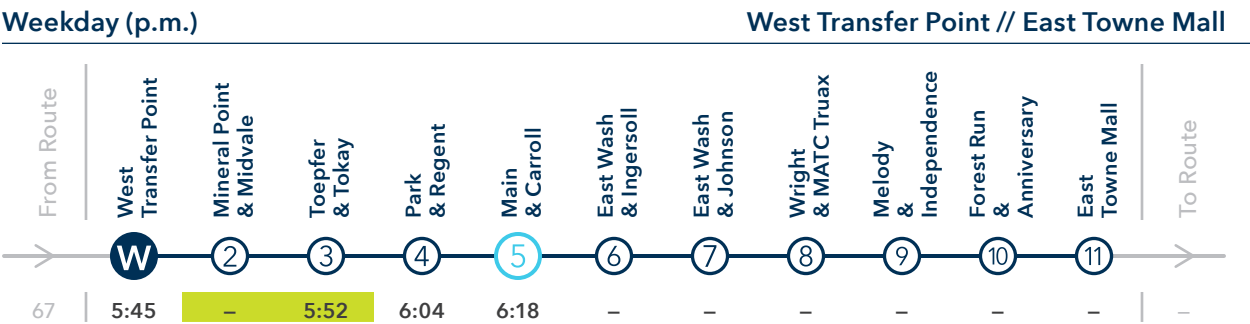 Weekday (p.m.)
West Transfer Point // East Towne Mall
From Route
West
Transfer Point
Mineral Point
& Midvale
Toepfer
& Tokay
Park
& Regent
Main
& Carroll
East Wash
& Ingersoll
East Wash
& Johnson
Wright
& MATC Truax
Melody
&
Independence
Forest Run
&
Anniversary
East
Towne Mall
To Route
W 2 3 4 5 6 7 8 9 10 11
67 5:45 – 5:52 6:04 6:18 – – – – – – –